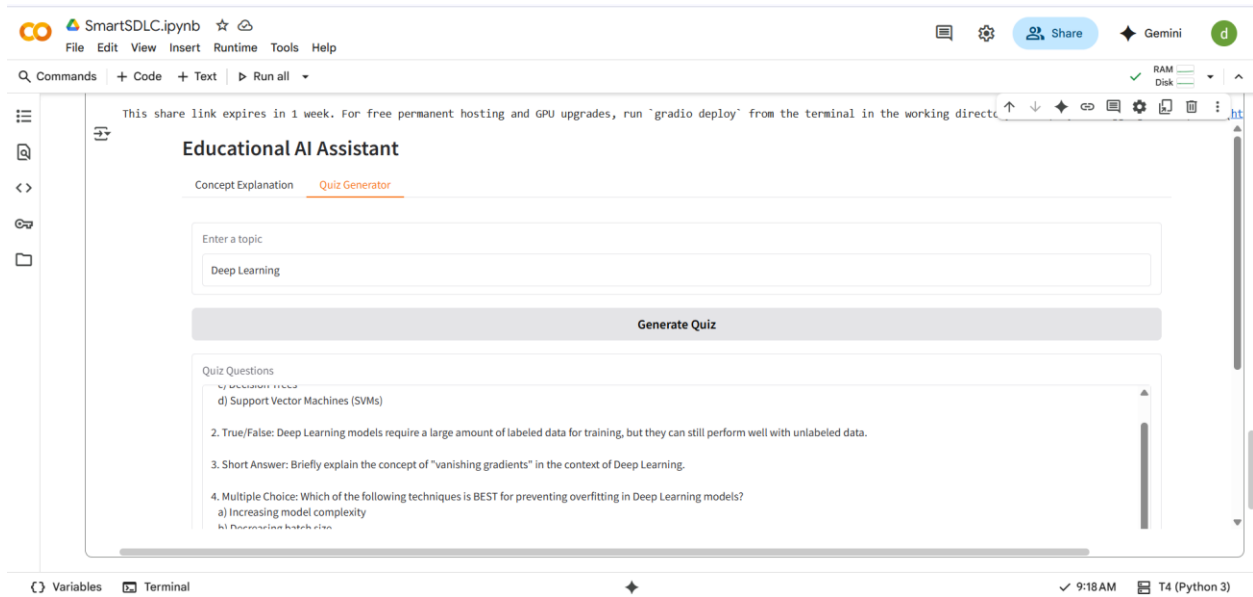 SmartSDLC.ipynb
Share
Gemini
d
File Edit View Insert Runtime Tools Help
Commands + Code + Text Run all
RAM
Disk
This share link expires in 1 week. For free permanent hosting and GPU upgrades, run `gradio deploy` from the terminal in the working
Educational AI Assistant
Concept Explanation Quiz Generator
Enter a topic
Deep Learning
Generate Quiz
Quiz Questions
c) Decision Trees
d) Support Vector Machines (SVMs)
2. True/False: Deep Learning models require a large amount of labeled data for training, but they can still perform well with unlabeled data.
3. Short Answer: Briefly explain the concept of "vanishing gradients" in the context of Deep Learning.
4. Multiple Choice: Which of the following techniques is BEST for preventing overfitting in Deep Learning models?
a) Increasing model complexity
b) Decreasing batch size
Variables Terminal
9:18 AM T4 (Python 3)